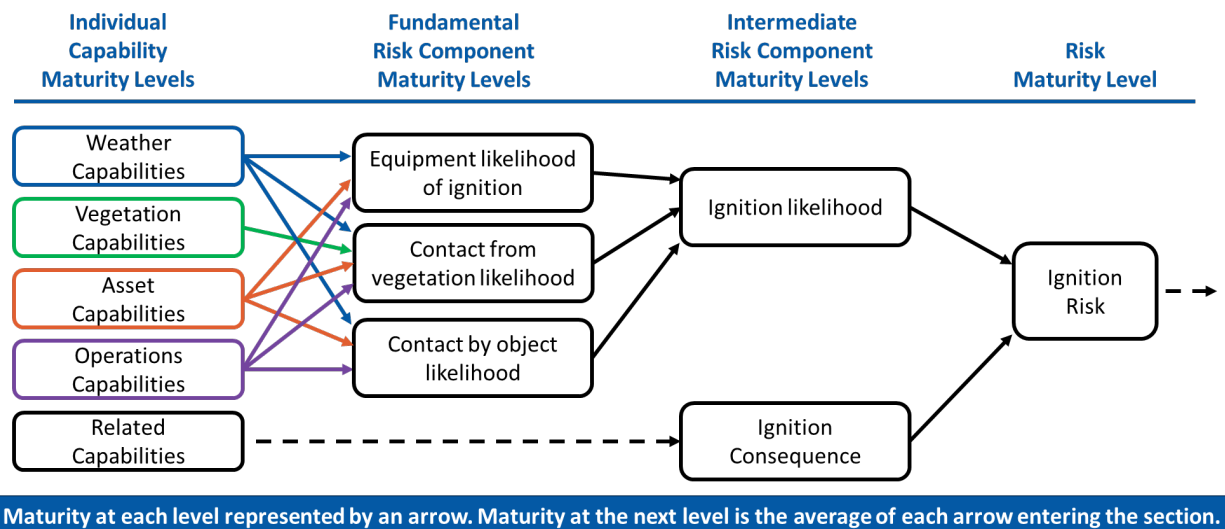 Individual
Capability
Maturity Levels
Fundamental
Risk Component
Maturity Levels
Intermediate
Risk Component
Maturity Levels
Risk
Maturity Level
Weather
Capabilities
Vegetation
Capabilities
Asset
Capabilities
Operations
Capabilities
Related
Capabilities
Equipment likelihood
of ignition
Contact from
vegetation likelihood
Contact by object
likelihood
Ignition likelihood
Ignition
Consequence
Ignition
Risk
Maturity at each level represented by an arrow. Maturity at the next level is the average of each arrow entering the section.